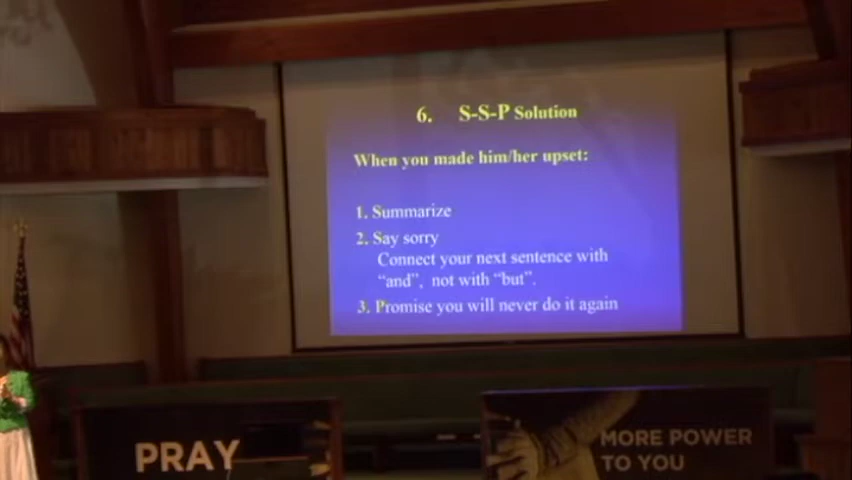 6. S-S-P Solution
When you made him/her upset:
1. Summarize
2. Say sorry
Connect your next sentence with
“and”, not with “but”.
3. Promise you will never do it again
PRAY
MORE POWER
TO YOU